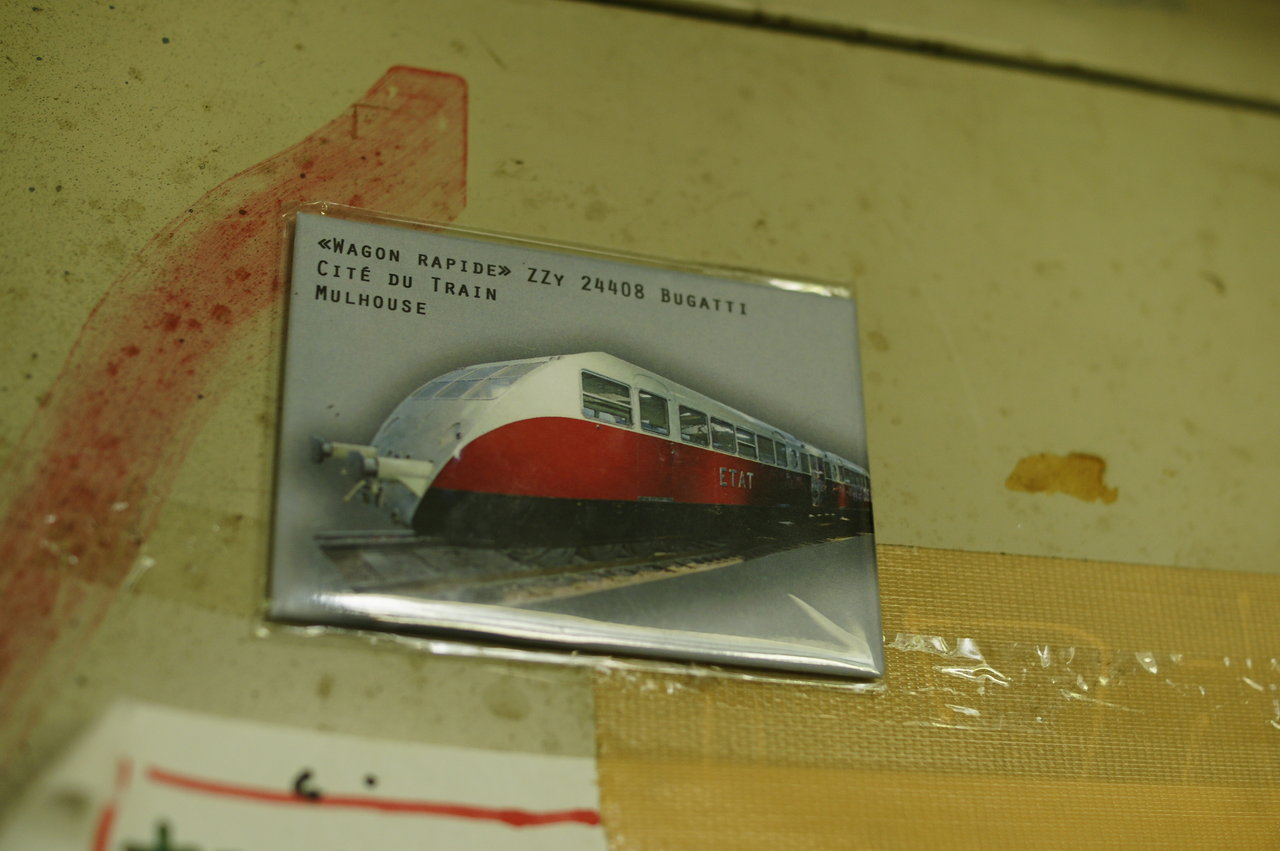 «Wagon rapide» ZZy 24408 Bugatti
Cité du Train
Mulhouse
ETAT